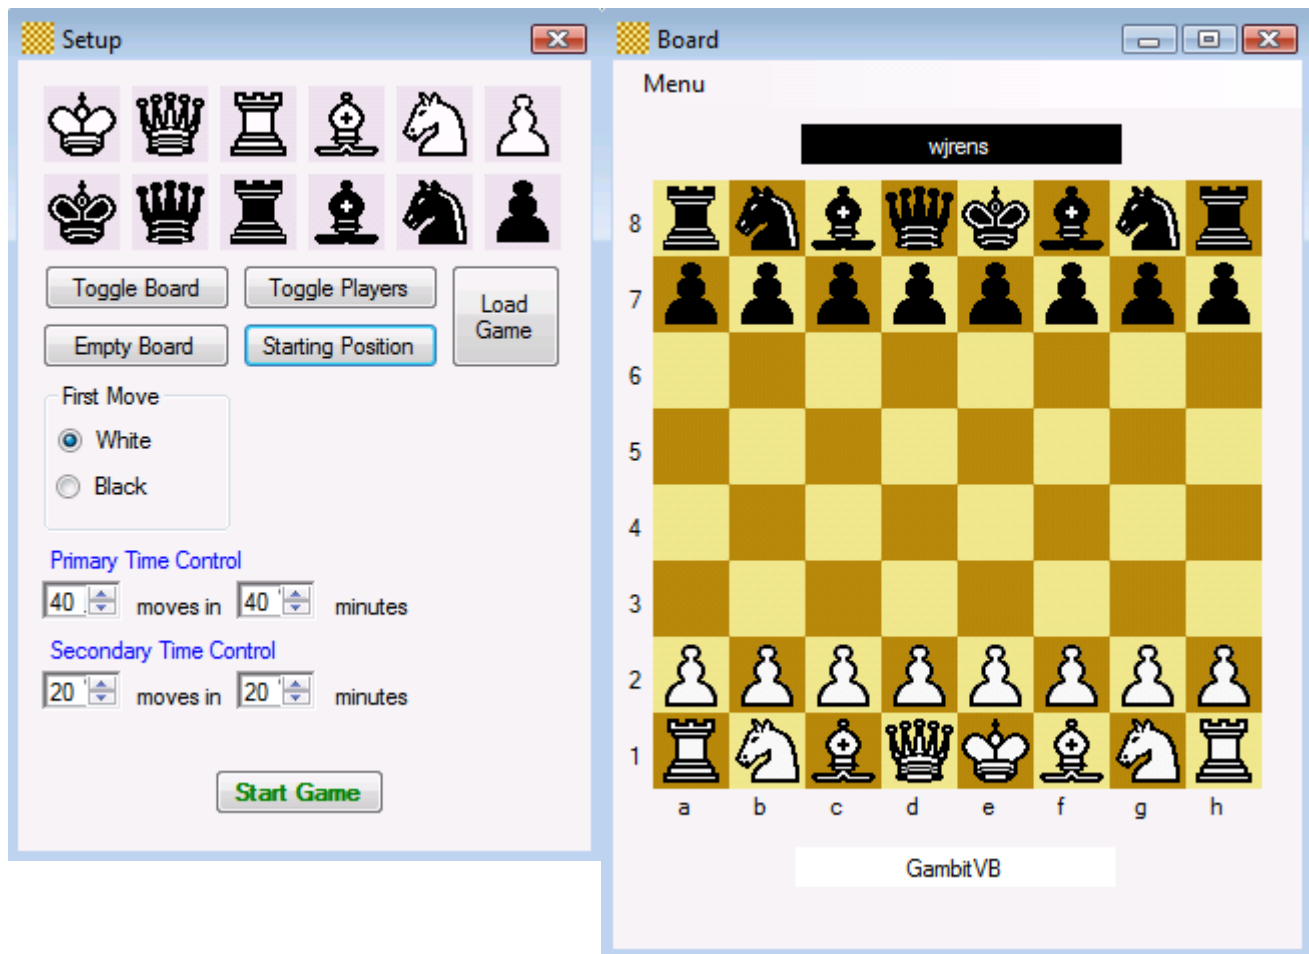 Setup
Toggle Board
Toggle Players
Load
Game
Empty Board
Starting Position
First Move
White
Black
Primary Time Control
40 moves in 40 minutes
Secondary Time Control
20 moves in 20 minutes
Start Game
Board
Menu
wjrens
8
7
6
5
4
3
2
1
a b c d e f g h
GambitVB